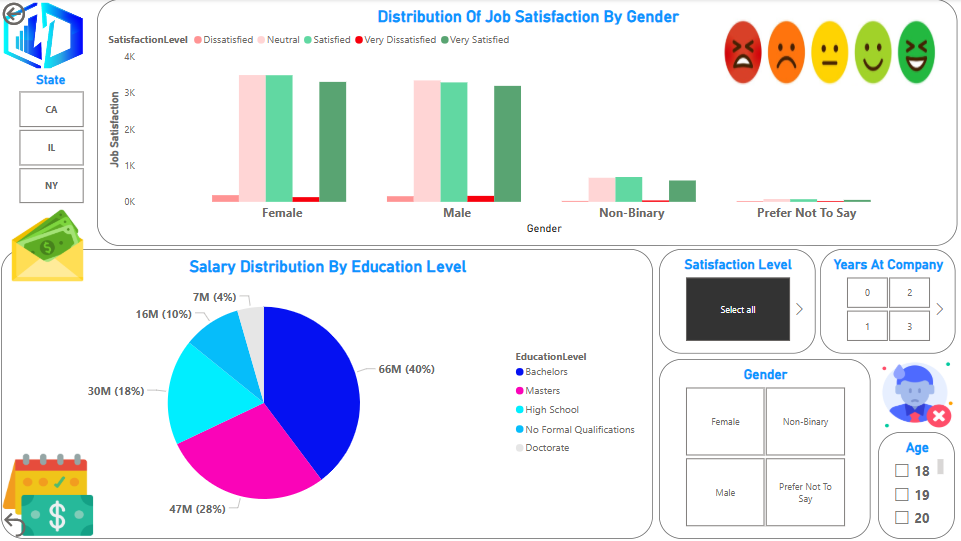 Distribution Of Job Satisfaction By Gender
SatisfactionLevel Dissatisfied Neutral Satisfied Very Dissatisfied Very Satisfied
State
CA
IL
NY
Job Satisfaction
4K
3K
2K
1K
0K
Female Male Non-Binary Prefer Not To Say
Gender
$
Salary Distribution By Education Level
7M (4%)
16M (10%)
30M (18%)
66M (40%)
47M (28%)
EducationLevel
Bachelors
Masters
High School
No Formal Qualifications
Doctorate
$
Satisfaction Level
Select all
Years At Company
0 2
1 3
Gender
Female Non-Binary
Male Prefer Not To
Say
Age
18
19
20